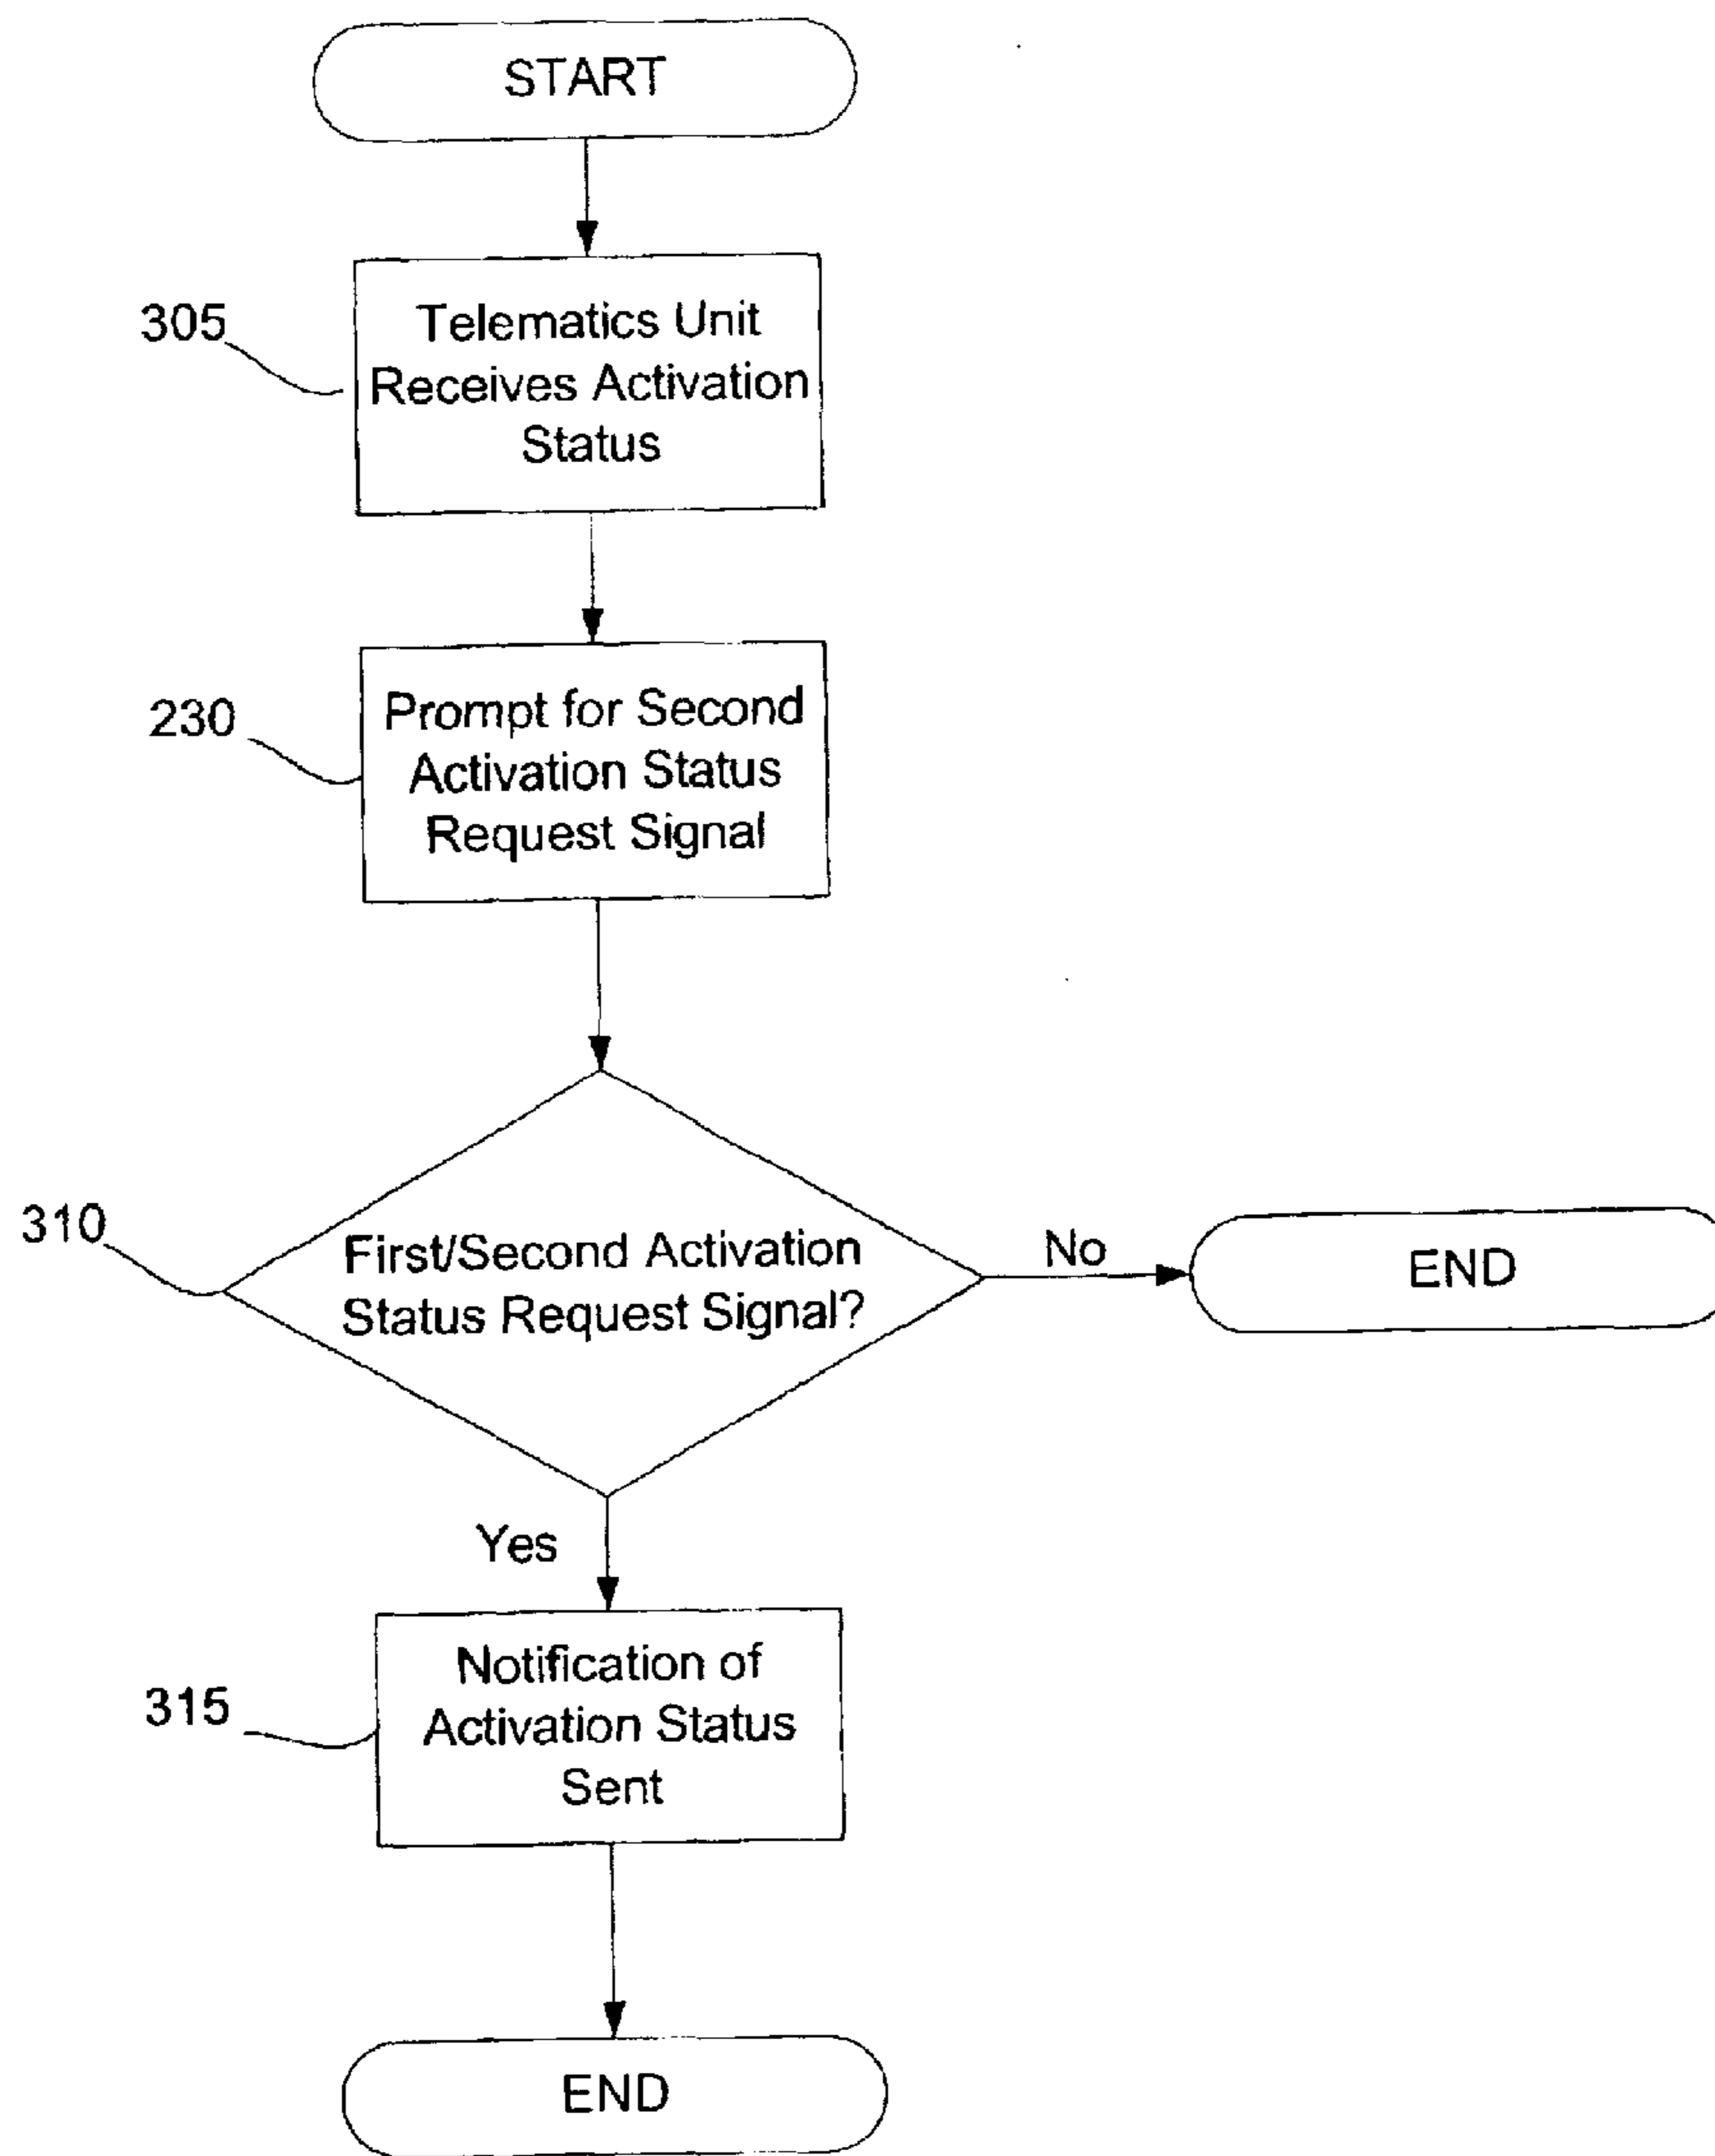 START
305
Telematics Unit
Receives Activation
Status
230
Prompt for Second
Activation Status
Request Signal
310
First/Second Activation
Status Request Signal?
No
END
Yes
315
Notification of
Activation Status
Sent
END